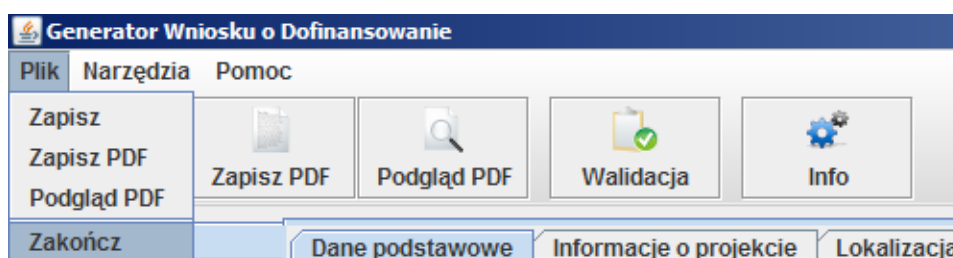 Generator Wniosku o Dofinansowanie
Plik Narzędzia Pomoc
Zapisz
Zapisz PDF
Podgląd PDF
Zakończ
Zapisz PDF Podgląd PDF Walidacja Info
Dane podstawowe Informacje o projekcie Lokalizacja